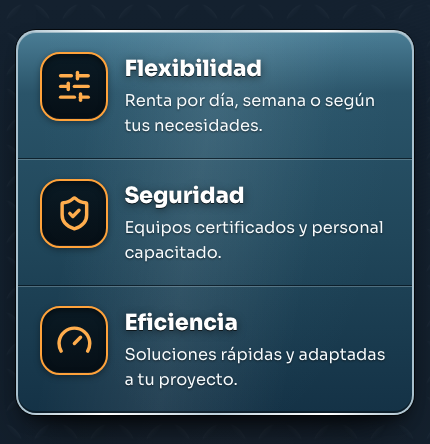 Flexibilidad
Renta por día, semana o según
tus necesidades.
Seguridad
Equipos certificados y personal
capacitado.
Eficiencia
Soluciones rápidas y adaptadas
a tu proyecto.